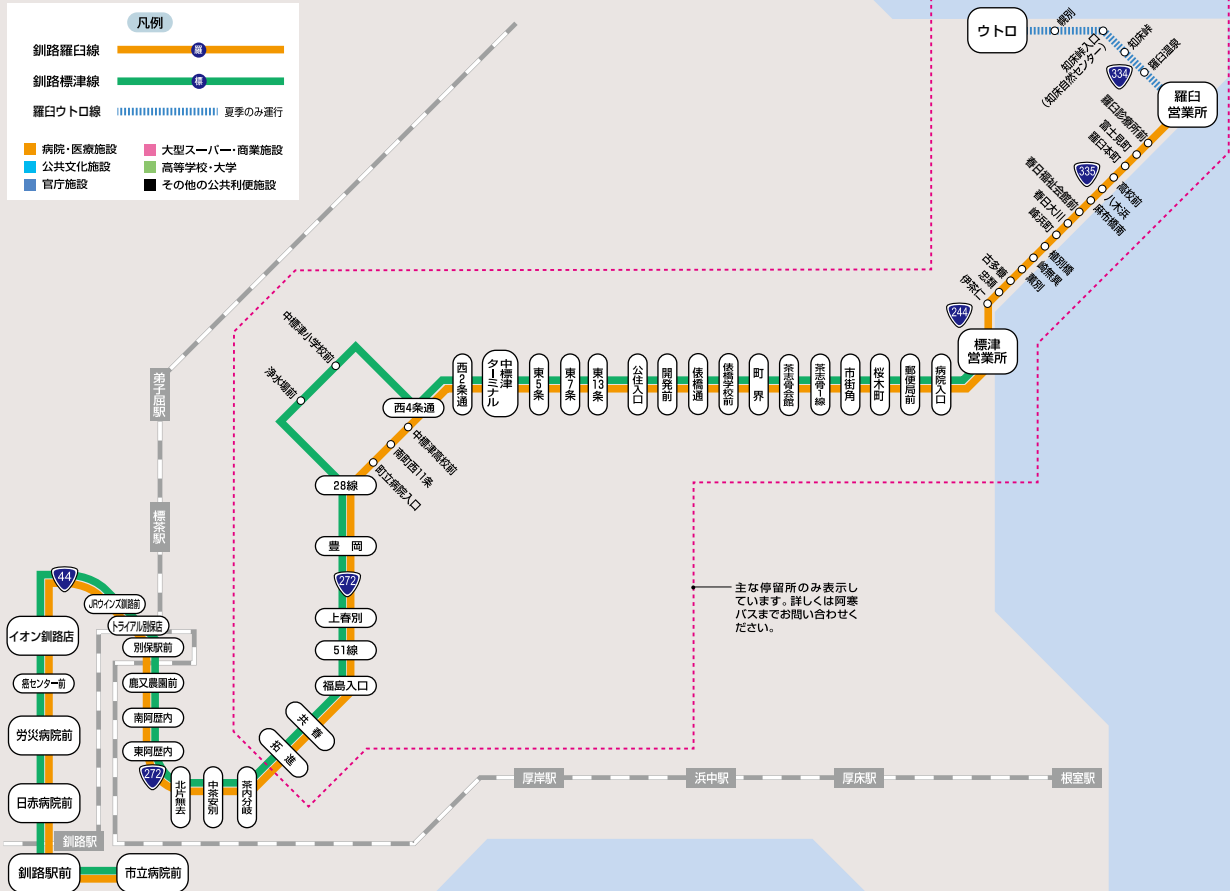 凡例
釧路羅臼線
羅
釧路標津線
標
羅臼ウトロ線
夏季のみ運行
病院・医療施設
大型スーパー・商業施設
公共文化施設
高等学校・大学
官庁施設
その他の公共利便施設
ウトロ
幌別
知床峠入口
(知床自然センター)
知床峠
羅臼温泉
334
羅臼
営業所
羅臼診療所前
富士見町
羅臼本町
335
高校前
八木浜
麻布橋南
春日福祉会館前
春日大川
峰浜町
植別橋
崎無異
薫別
古多糠
忠類
伊茶仁
244
標津
営業所
病院入口
郵便局前
桜木町
市街角
茶志骨1線
茶志骨会館
町界
俵橋学校前
俵橋通
開発前
公住入口
東13条
東7条
東5条
中標津
ターミナル
西2条通
西4条通
中標津小学校前
浄水場前
中標津高校前
南町西11条
町立病院入口
28線
豊岡
272
上春別
51線
福島入口
共春
拓進
茶内分岐
中茶安別
北片無去
272
東阿歴内
南阿歴内
鹿又農園前
別保駅前
トライアル別保店
JRウインズ釧路前
44
イオン釧路店
癌センター前
労災病院前
日赤病院前
釧路駅前
市立病院前
弟子屈駅
標茶駅
釧路駅
厚岸駅
浜中駅
厚床駅
根室駅
主な停留所のみ表示し
ています。詳しくは阿寒
バスまでお問い合わせく
ださい。